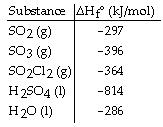 Substance ΔHf° (kJ/mol)
SO2 (g) -297
SO3 (g) -396
SO2Cl2 (g) -364
H2SO4 (l) -814
H2O (l) -286